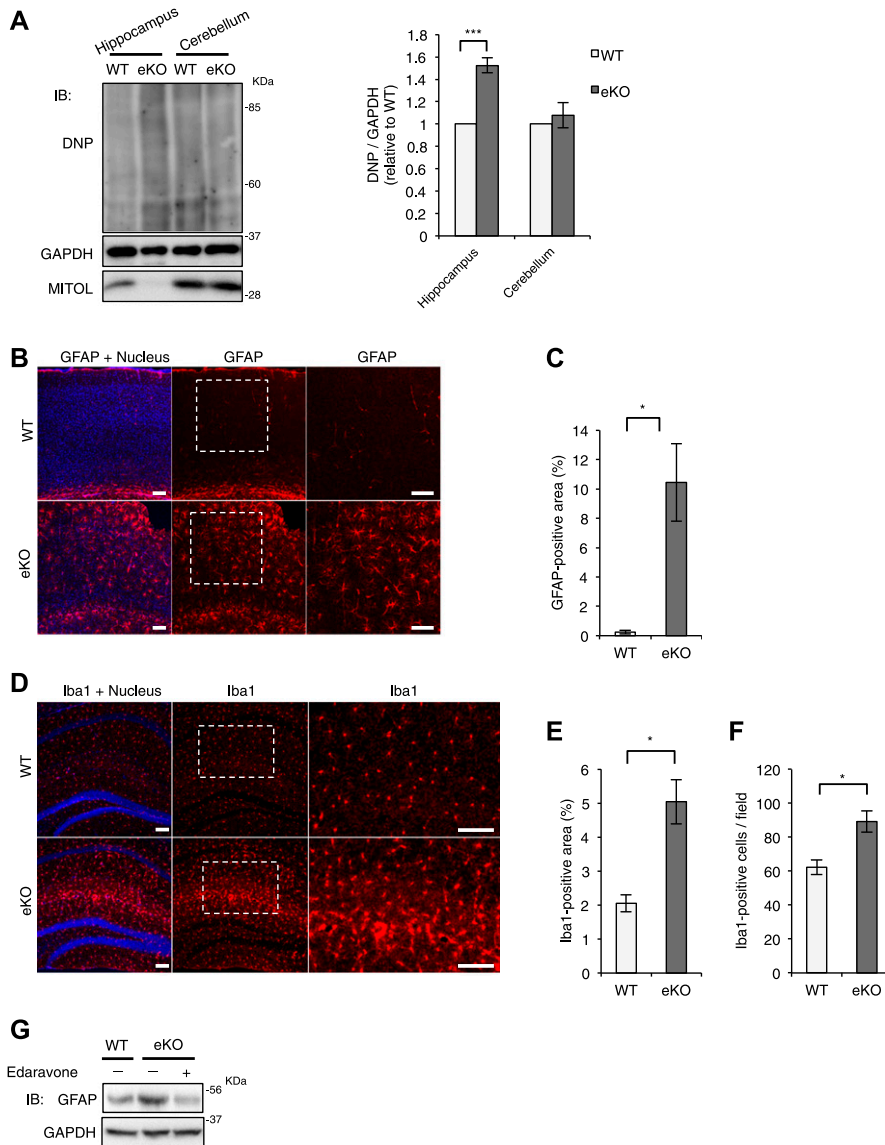 A
Hippocampus Cerebellum
WT eKO WT eKO
KDa
IB:
-85
DNP
-60
-37
GAPDH
MITOL
-28
DNP / GAPDH
(relative to WT)
1.8
1.6
1.4
1.2
1
0.8
0.6
0.4
0.2
0
***
Hippocampus
Cerebellum
WT
eKO
B
GFAP + Nucleus GFAP GFAP
WT
eKO
C
GFAP-positive area (%)
14
12
10
8
6
4
2
0
*
WT eKO
D
Iba1 + Nucleus Iba1 Iba1
WT
eKO
E
Iba1-positive area (%)
6
5
4
3
2
1
0
*
WT eKO
F
Iba1-positive cells / field
120
100
80
60
40
20
0
*
WT eKO
G
WT eKO
Edaravone — — +
KDa
-56
IB: GFAP
-37
GAPDH